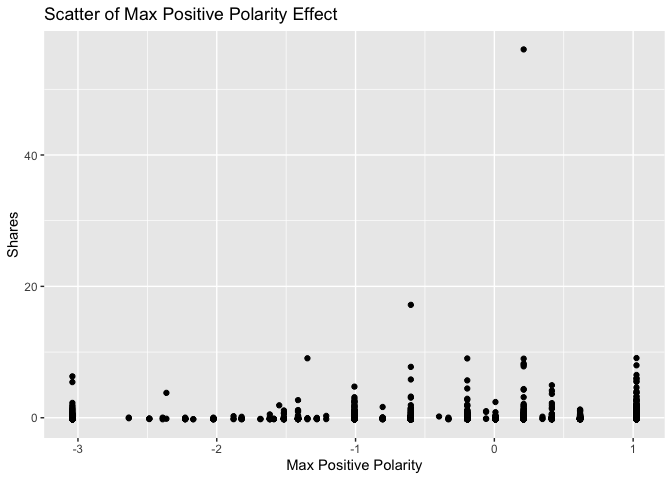 Scatter of Max Positive Polarity Effect
40
20
0
Shares
-3 -2 -1 0 1
Max Positive Polarity